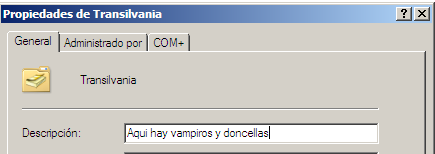 Propiedades de Transilvania
General Administrado por COM+
Transilvania
Descripción: Aqui hay vampiros y doncellas